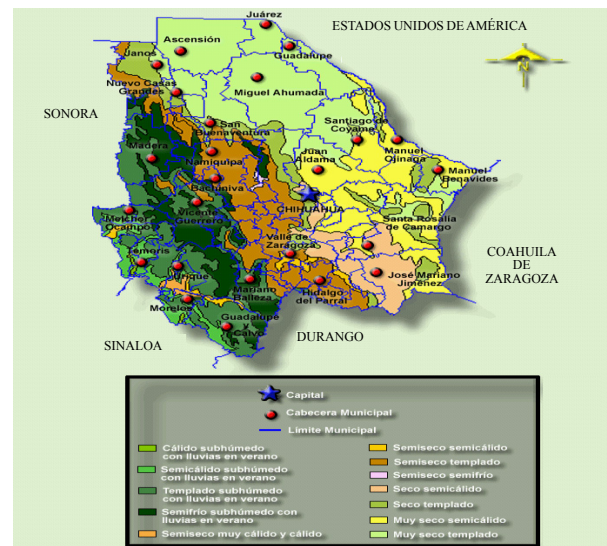 ESTADOS UNIDOS DE AMÉRICA
Juárez
Ascensión
Guadalupe
Janos
N
Nuevo Casas
Grandes
Miguel Ahumada
SONORA
San
Buenaventura
Santiago de
Coyame
Manuel
Ojinaga
Madera
Juan
Aldama
Namiquipa
Manuel
Benavides
Bachiniva
CHIHUAHUA
Melchor
Ocampo
Vicente
Guerrero
Santa Rosalia
de Camargo
Valle de
Zaragoza
COAHUILA
DE
ZARAGOZA
Temoris
Urique
José Mariano
Jiménez
Mariano
Balleza
Hidalgo
del Parral
Morelos
Guadalupe
y
Calvo
DURANGO
SINALOA
Capital
Cabecera Municipal
Límite Municipal
Cálido subhúmedo
con lluvias en verano
Semicálido subhúmedo
con lluvias en verano
Templado subhúmedo
con lluvias en verano
Semifrío subhúmedo con
lluvias en verano
Semiseco muy cálido y cálido
Semiseco semicálido
Semiseco templado
Semiseco semifrío
Seco semicálido
Seco templado
Muy seco semicálido
Muy seco templado